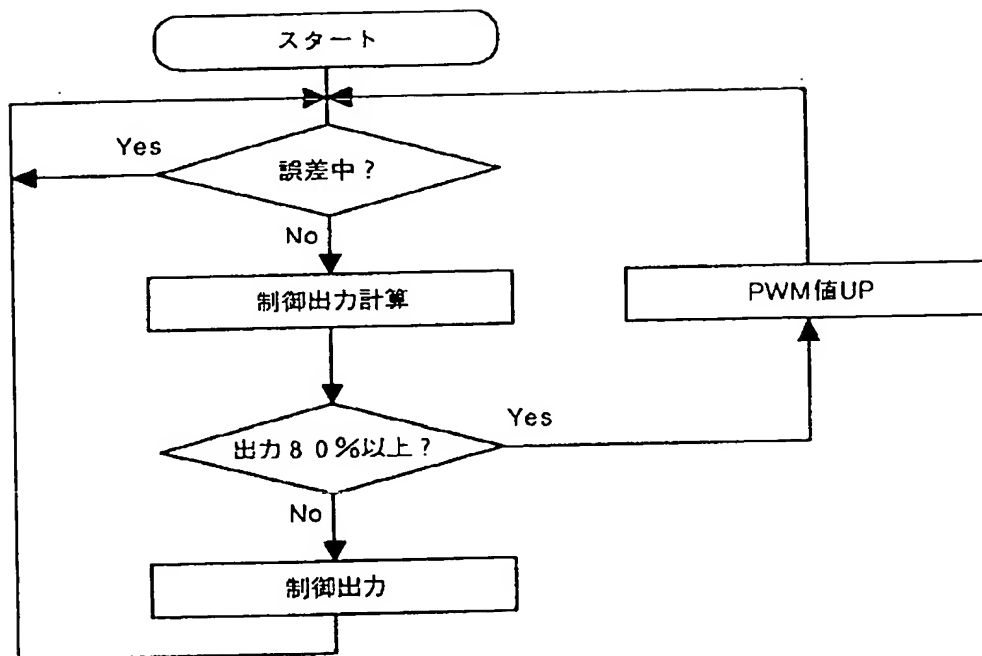 スタート
Yes
誤差中?
No
制御出力計算
PWM値UP
Yes
出力80%以上?
No
制御出力